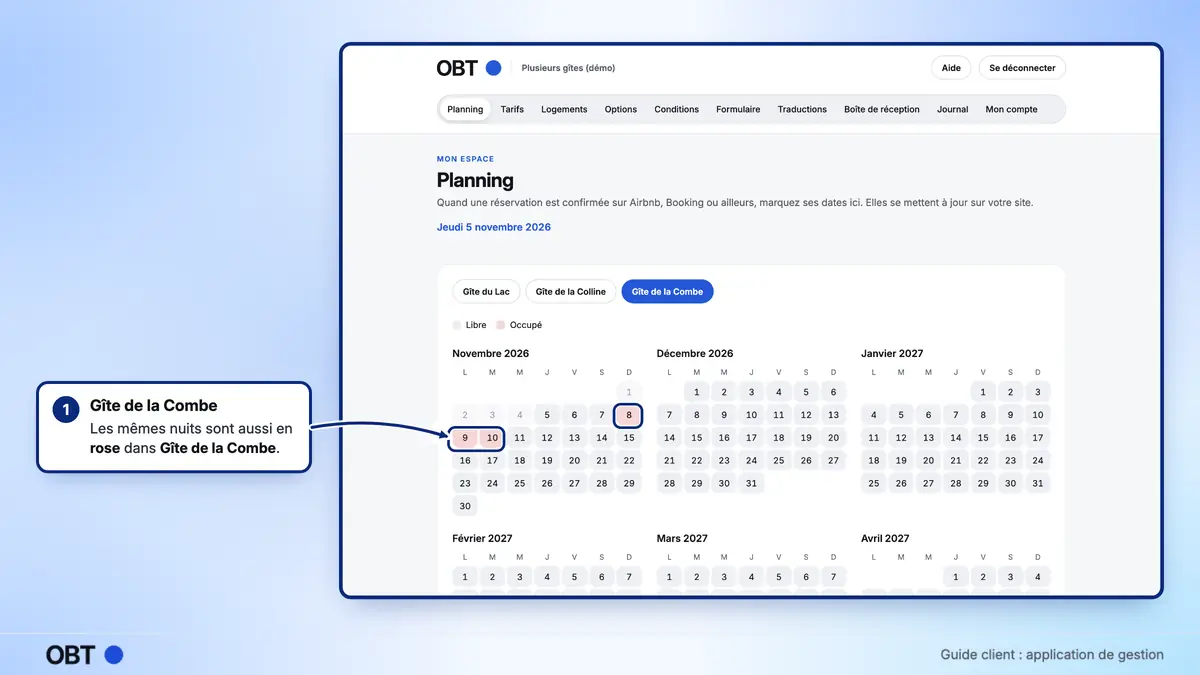 OBT
Plusieurs gîtes (démo)
Aide
Se déconnecter
Planning Tarifs Logements Options Conditions Formulaire Traductions Boîte de réception Journal Mon compte
MON ESPACE
Planning
Quand une réservation est confirmée sur Airbnb, Booking ou ailleurs, marquez ses dates ici. Elles se mettent à jour sur votre site.
Jeudi 5 novembre 2026
Gîte du Lac Gîte de la Colline Gîte de la Combe
Libre Occupé
Novembre 2026
L M M J V S D
1
2 3 4 5 6 7 8
9 10 11 12 13 14 15
16 17 18 19 20 21 22
23 24 25 26 27 28 29
30
Décembre 2026
L M M J V S D
1 2 3 4 5 6
7 8 9 10 11 12 13
14 15 16 17 18 19 20
21 22 23 24 25 26 27
28 29 30 31
Janvier 2027
L M M J V S D
1 2 3
4 5 6 7 8 9 10
11 12 13 14 15 16 17
18 19 20 21 22 23 24
25 26 27 28 29 30 31
Février 2027
L M M J V S D
1 2 3 4 5 6 7
Mars 2027
L M M J V S D
1 2 3 4 5 6 7
Avril 2027
L M M J V S D
1 2 3 4
1
Gîte de la Combe
Les mêmes nuits sont aussi en
rose dans Gîte de la Combe.
OBT
Guide client : application de gestion